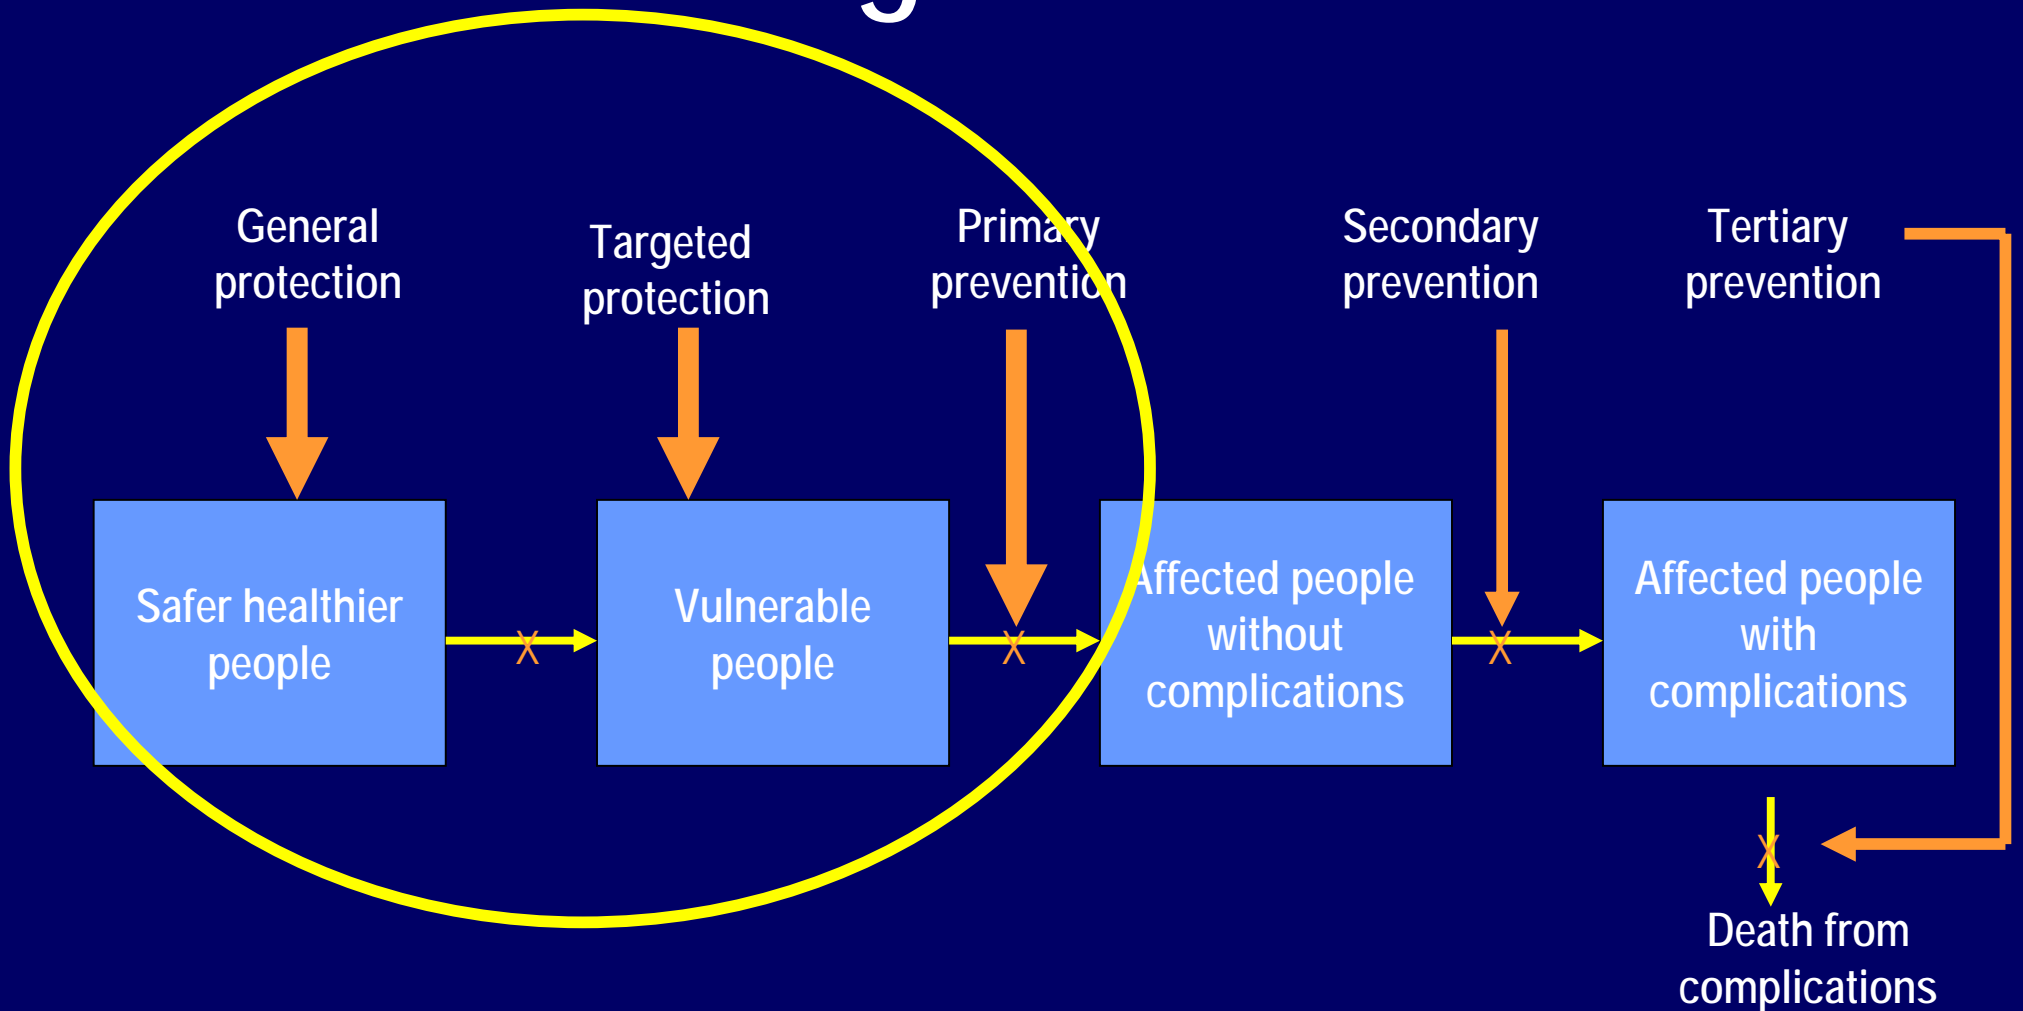 General
protection
Targeted
protection
Primary
prevention
Secondary
prevention
Tertiary
prevention
Safer healthier
people
Vulnerable
people
Affected people
without
complications
Affected people
with
complications
X
X
X
X
Death from
complications